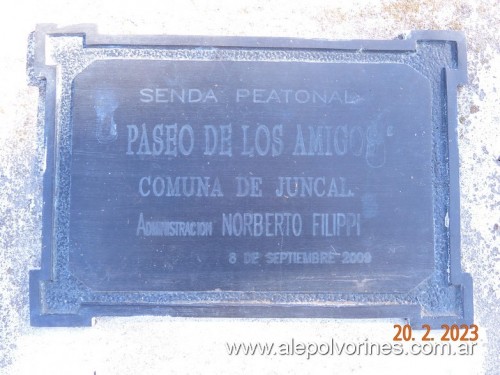 SENDA PEATONAL
"PASEO DE LOS AMIGOS"
COMUNA DE JUNCAL
ADMINISTRACION NORBERTO FILIPPI
8 DE SEPTIEMBRE 2009
20. 2. 2023
www.alepolvorines.com.ar